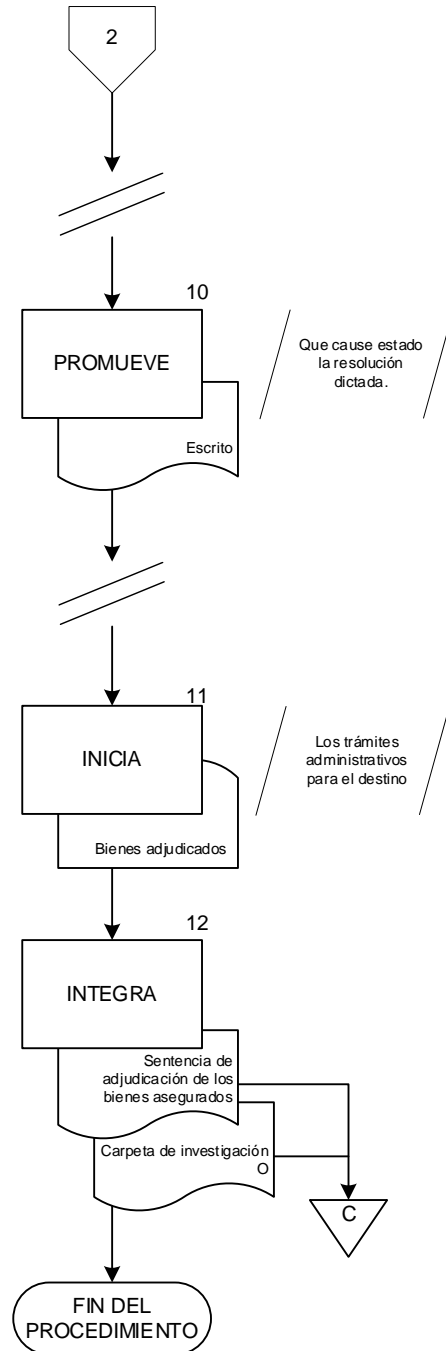 2
10
PROMUEVE
Que cause estado
la resolución
dictada.
Escrito
11
INICIA
Los trámites
administrativos
para el destino
Bienes adjudicados
12
INTEGRA
Sentencia de
adjudicación de los
bienes asegurados
Carpeta de investigación
O
C
FIN DEL
PROCEDIMIENTO